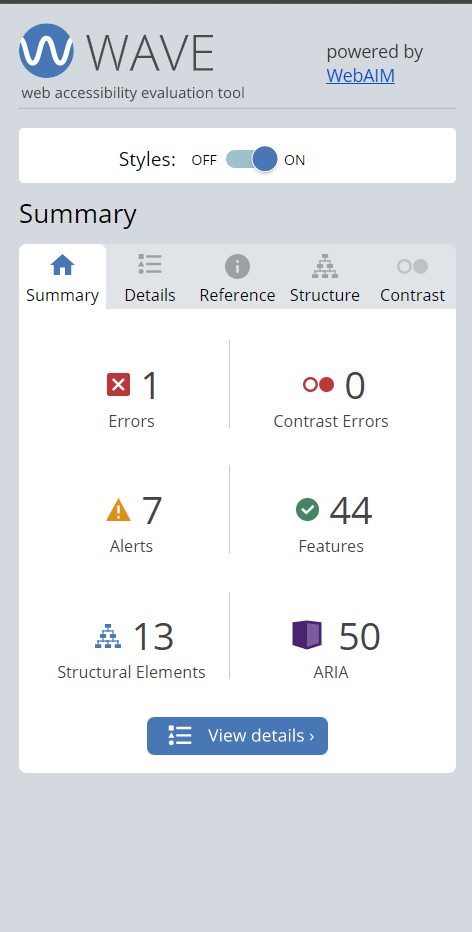 WAVE
web accessibility evaluation tool
powered by
WebAIM
Styles: OFF ON
Summary
Summary Details Reference Structure Contrast
1 0
Errors Contrast Errors
7 44
Alerts Features
13 50
Structural Elements ARIA
View details ›